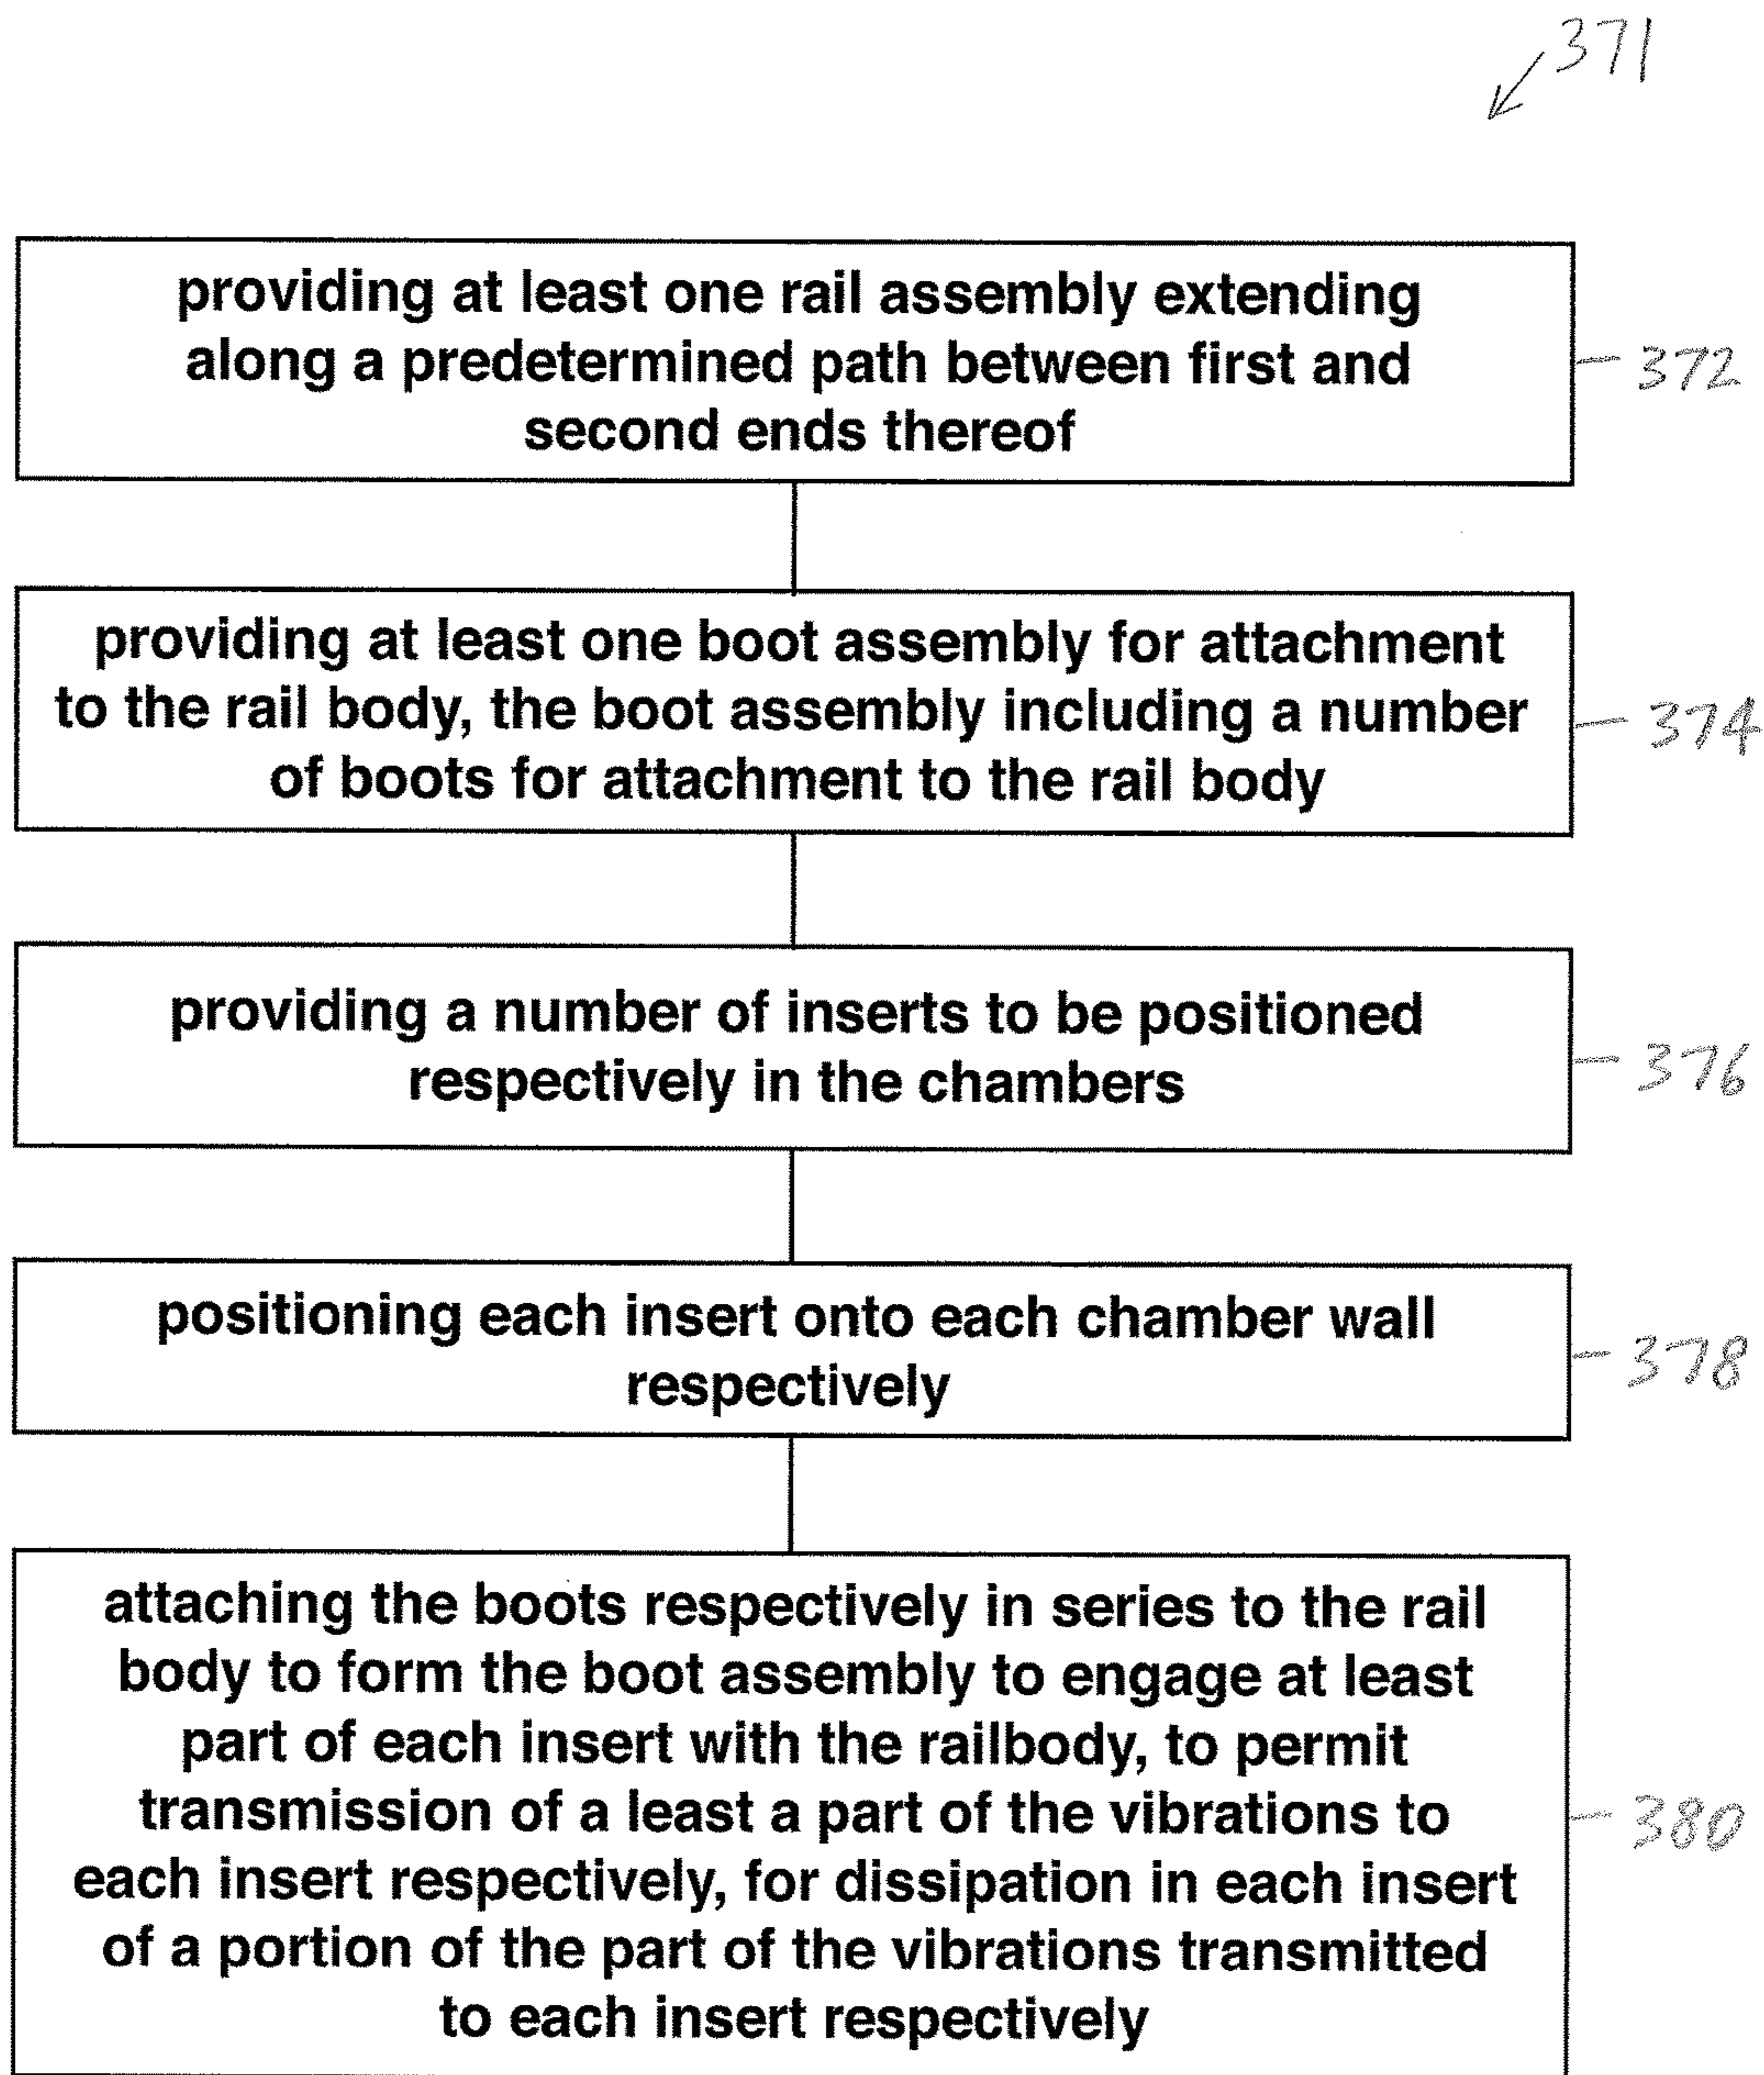 371
providing at least one rail assembly extending
along a predetermined path between first and
second ends thereof
372
providing at least one boot assembly for attachment
to the rail body, the boot assembly including a number
of boots for attachment to the rail body
374
providing a number of inserts to be positioned
respectively in the chambers
376
positioning each insert onto each chamber wall
respectively
378
attaching the boots respectively in series to the rail
body to form the boot assembly to engage at least
part of each insert with the railbody, to permit
transmission of a least a part of the vibrations to
each insert respectively, for dissipation in each insert
of a portion of the part of the vibrations transmitted
to each insert respectively
380